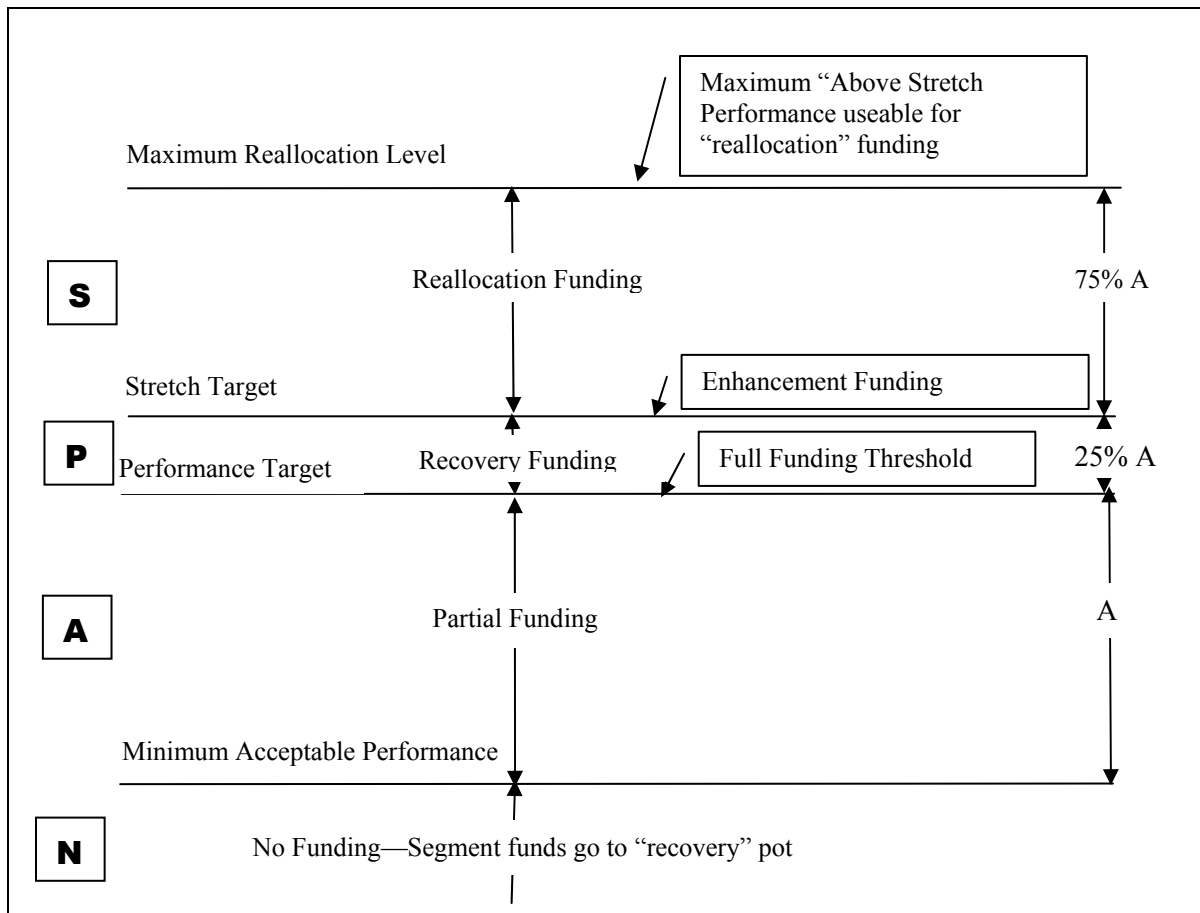 Maximum “Above Stretch
Performance useable for
“reallocation” funding
Maximum Reallocation Level
S
Reallocation Funding
75% A
Stretch Target
Enhancement Funding
P
Performance Target
Recovery Funding
Full Funding Threshold
25% A
A
Partial Funding
A
Minimum Acceptable Performance
N
No Funding—Segment funds go to “recovery” pot